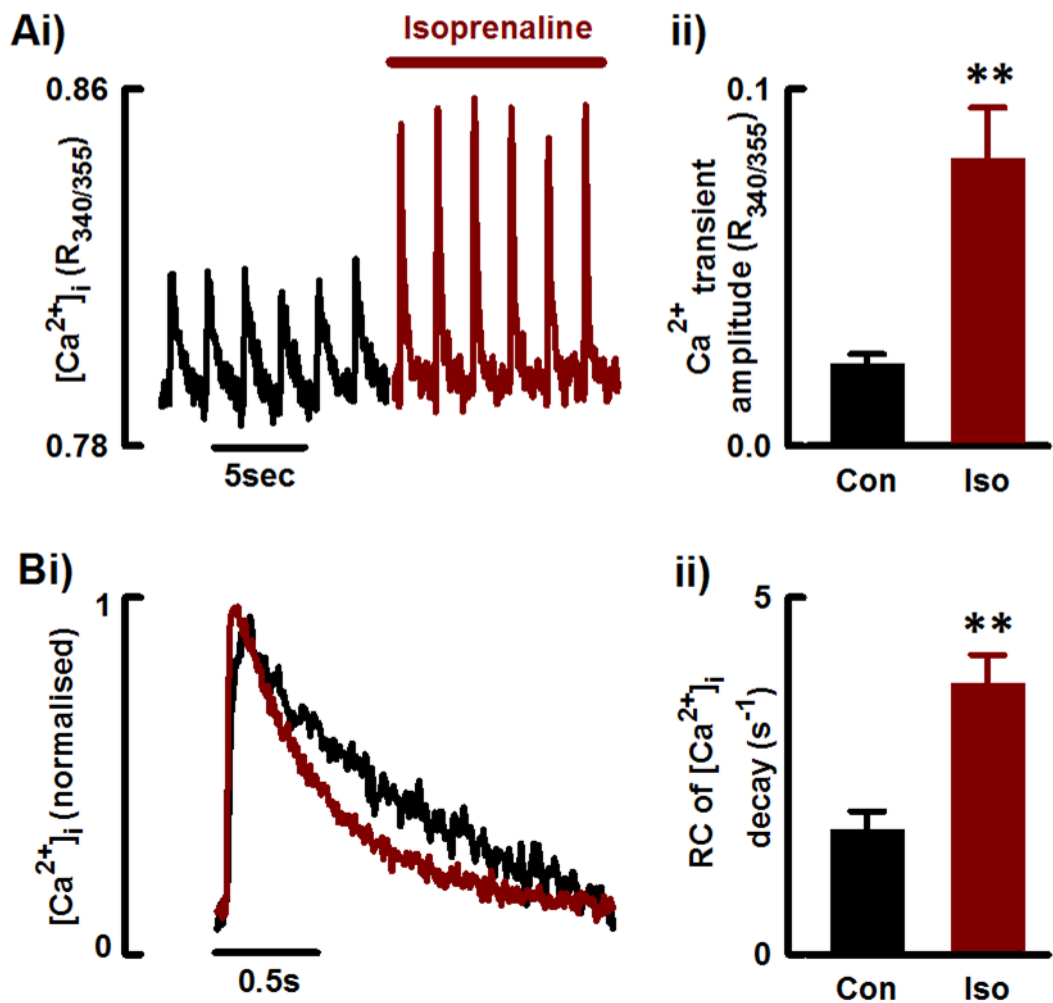 Ai)
Isoprenaline
0.86
[Ca²⁺]ᵢ (R₃₄₀/₃₅₅)
0.78
5sec
ii)
**
0.1
Ca²⁺ transient
amplitude (R₃₄₀/₃₅₅)
0.0
Con Iso
Bi)
1
[Ca²⁺]ᵢ (normalised)
0
0.5s
ii)
**
5
RC of [Ca²⁺]ᵢ
decay (s⁻¹)
0
Con Iso